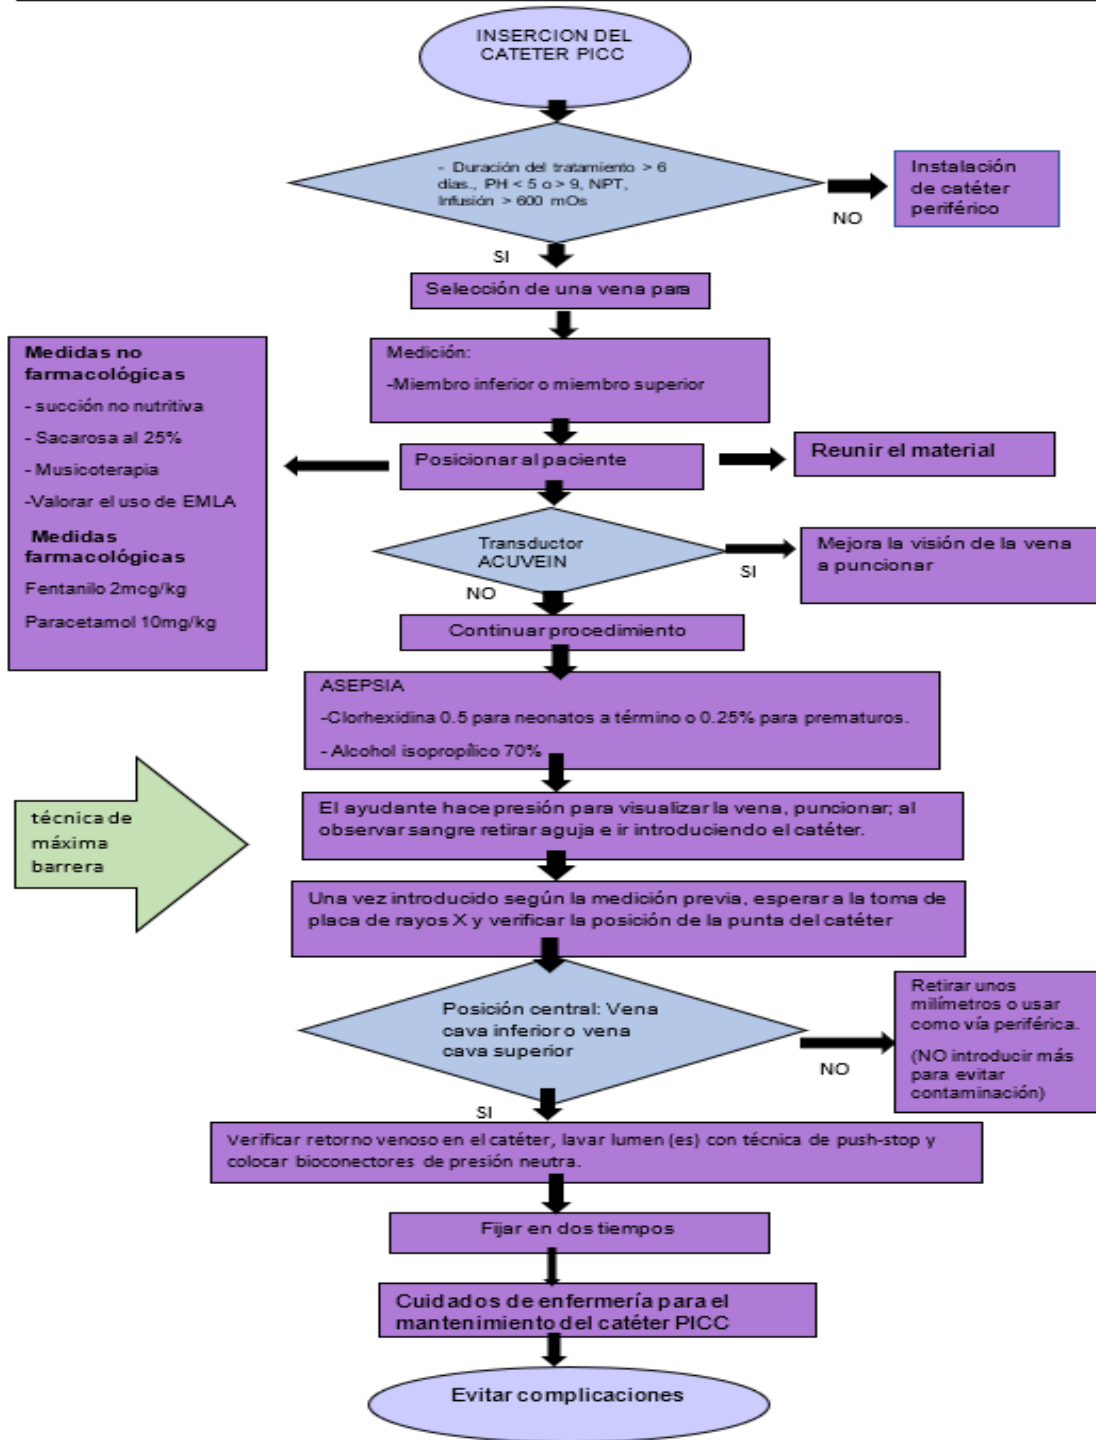 INSERCION DEL
CATETER PICC
- Duración del tratamiento > 6
días., PH < 5 o > 9, NPT,
Infusión > 600 mOs
NO
Instalación
de catéter
periférico
SI
Selección de una vena para
Medición:
-Miembro inferior o miembro superior
Medidas no
farmacológicas
- succión no nutritiva
- Sacarosa al 25%
- Musicoterapia
-Valorar el uso de EMLA
Medidas
farmacológicas
Fentanilo 2mcg/kg
Paracetamol 10mg/kg
Posicionar al paciente
Reunir el material
Transductor
ACUVEIN
SI
Mejora la visión de la vena
a puncionar
NO
Continuar procedimiento
ASEPSIA
-Clorhexidina 0.5 para neonatos a término o 0.25% para prematuros.
- Alcohol isopropílico 70%
técnica de
máxima
barrera
El ayudante hace presión para visualizar la vena, puncionar; al
observar sangre retirar aguja e ir introduciendo el catéter.
Una vez introducido según la medición previa, esperar a la toma de
placa de rayos X y verificar la posición de la punta del catéter
Posición central: Vena
cava inferior o vena
cava superior
NO
Retirar unos
milímetros o usar
como vía periférica.
(NO introducir más
para evitar
contaminación)
SI
Verificar retorno venoso en el catéter, lavar lumen (es) con técnica de push-stop y
colocar bioconectores de presión neutra.
Fijar en dos tiempos
Cuidados de enfermería para el
mantenimiento del catéter PICC
Evitar complicaciones